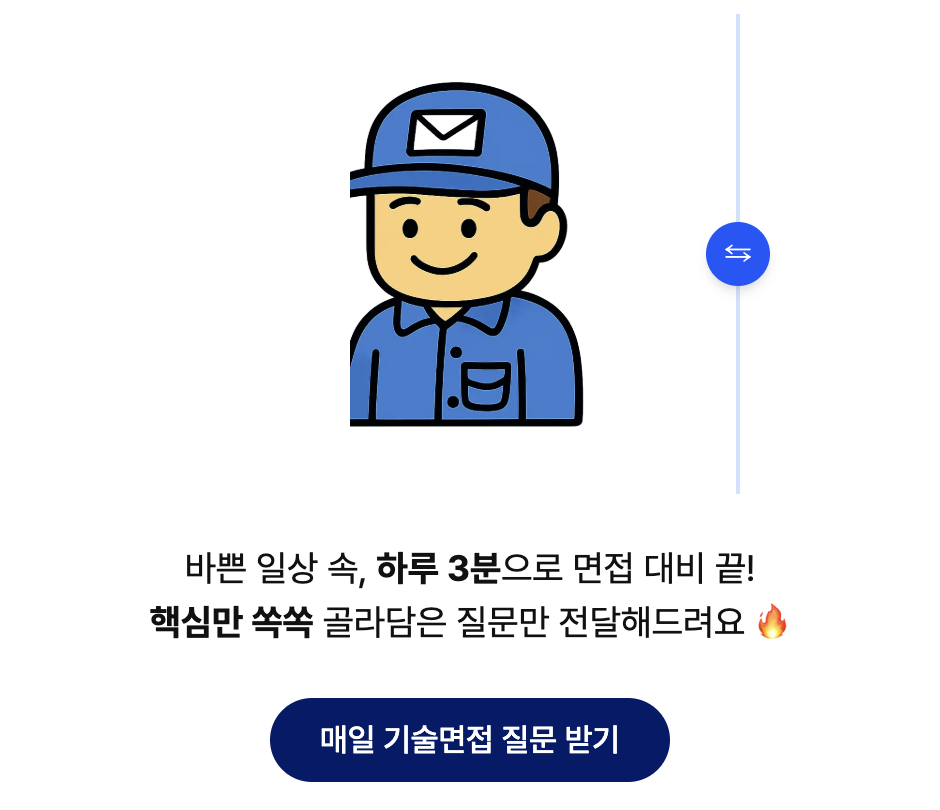 바쁜 일상 속, 하루 3분으로 면접 대비 끝!
핵심만 쏙쏙 골라담은 질문만 전달해드려요 🔥
매일 기술면접 질문 받기